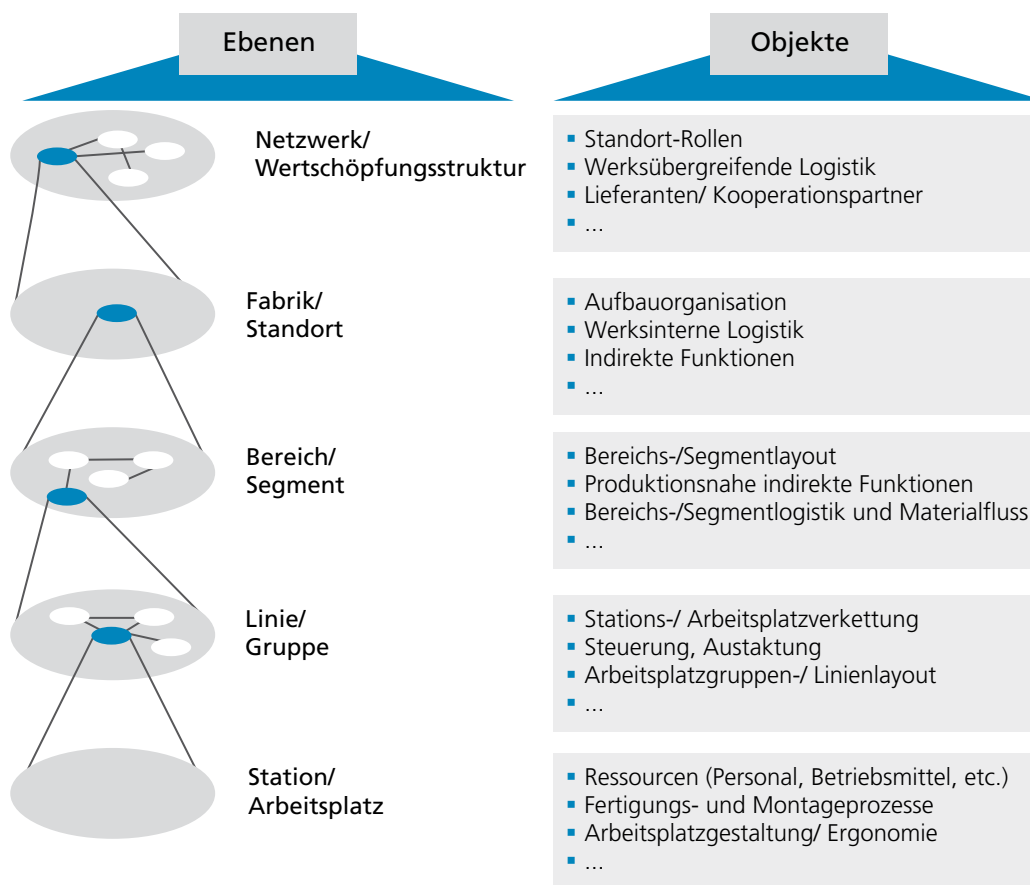 Ebenen
Objekte
Netzwerk/
Wertschöpfungsstruktur
▪ Standort-Rollen
▪ Werksübergreifende Logistik
▪ Lieferanten/ Kooperationspartner
▪ ...
Fabrik/
Standort
▪ Aufbauorganisation
▪ Werksinterne Logistik
▪ Indirekte Funktionen
▪ ...
Bereich/
Segment
▪ Bereichs-/Segmentlayout
▪ Produktionsnahe indirekte Funktionen
▪ Bereichs-/Segmentlogistik und Materialfluss
▪ ...
Linie/
Gruppe
▪ Stations-/ Arbeitsplatzverkettung
▪ Steuerung, Austaktung
▪ Arbeitsplatzgruppen-/ Linienlayout
▪ ...
Station/
Arbeitsplatz
▪ Ressourcen (Personal, Betriebsmittel, etc.)
▪ Fertigungs- und Montageprozesse
▪ Arbeitsplatzgestaltung/ Ergonomie
▪ ...